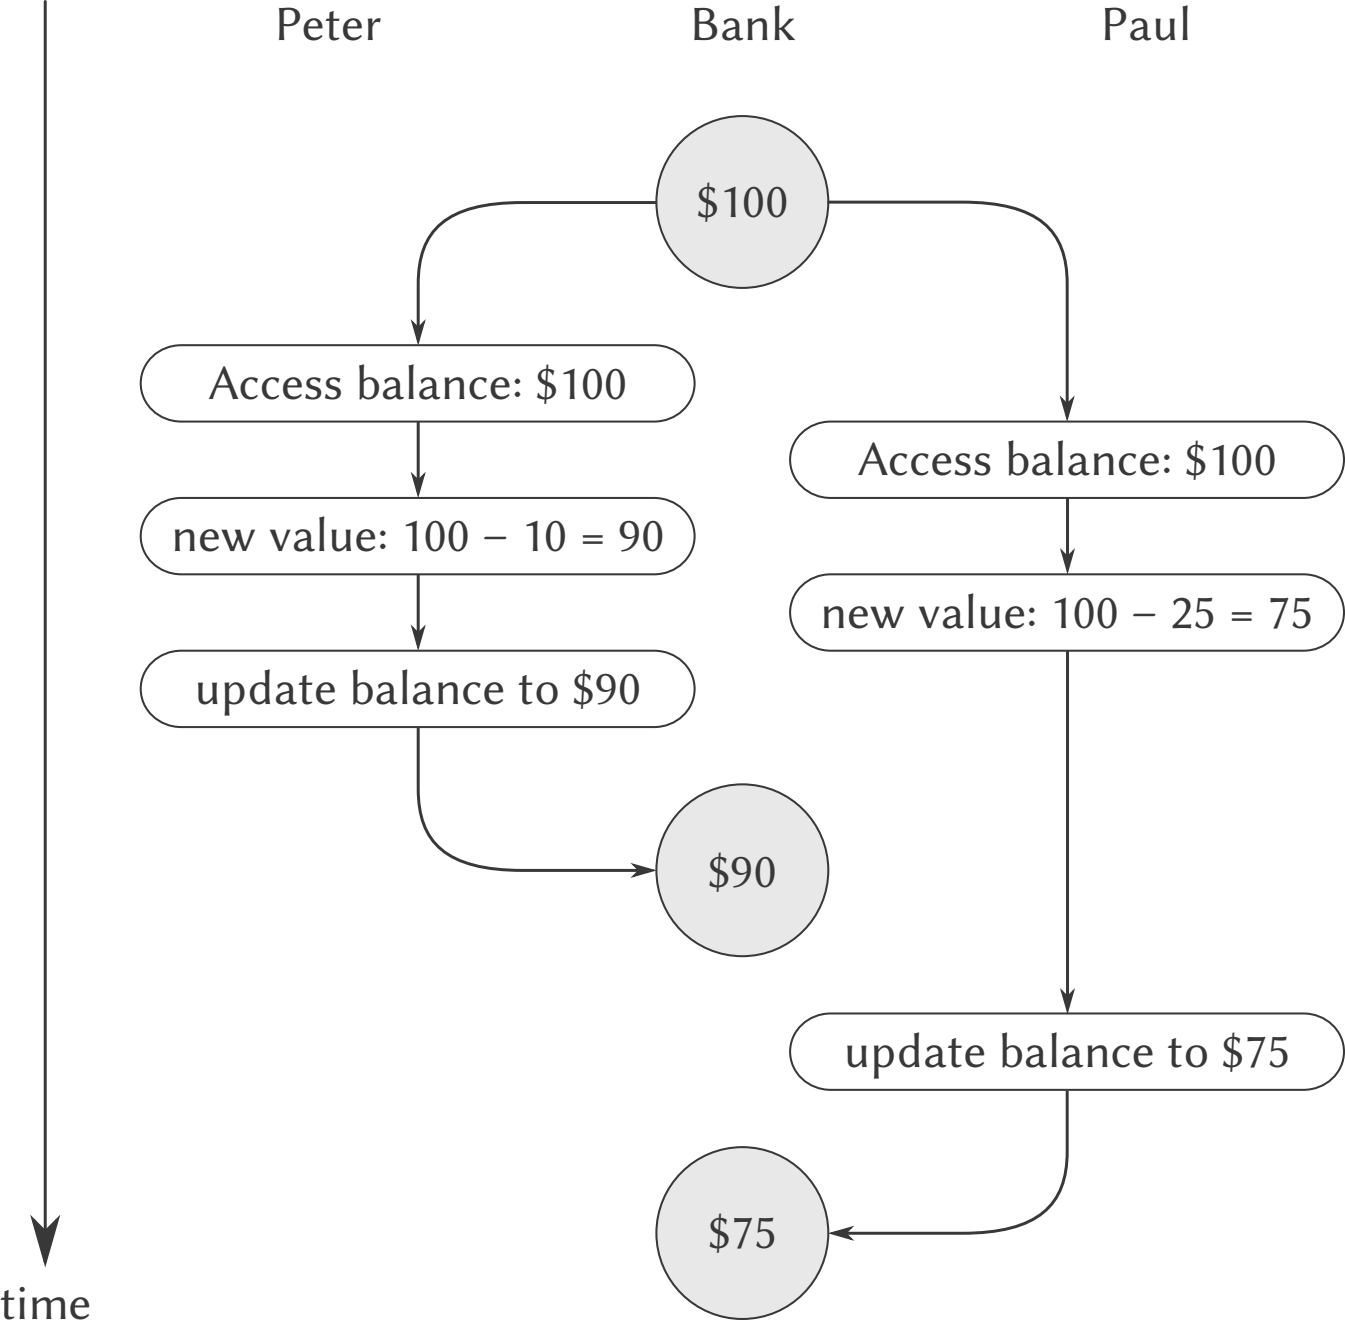 Peter Bank Paul
$100
Access balance: $100
Access balance: $100
new value: 100 – 10 = 90
new value: 100 – 25 = 75
update balance to $90
$90
update balance to $75
$75
time